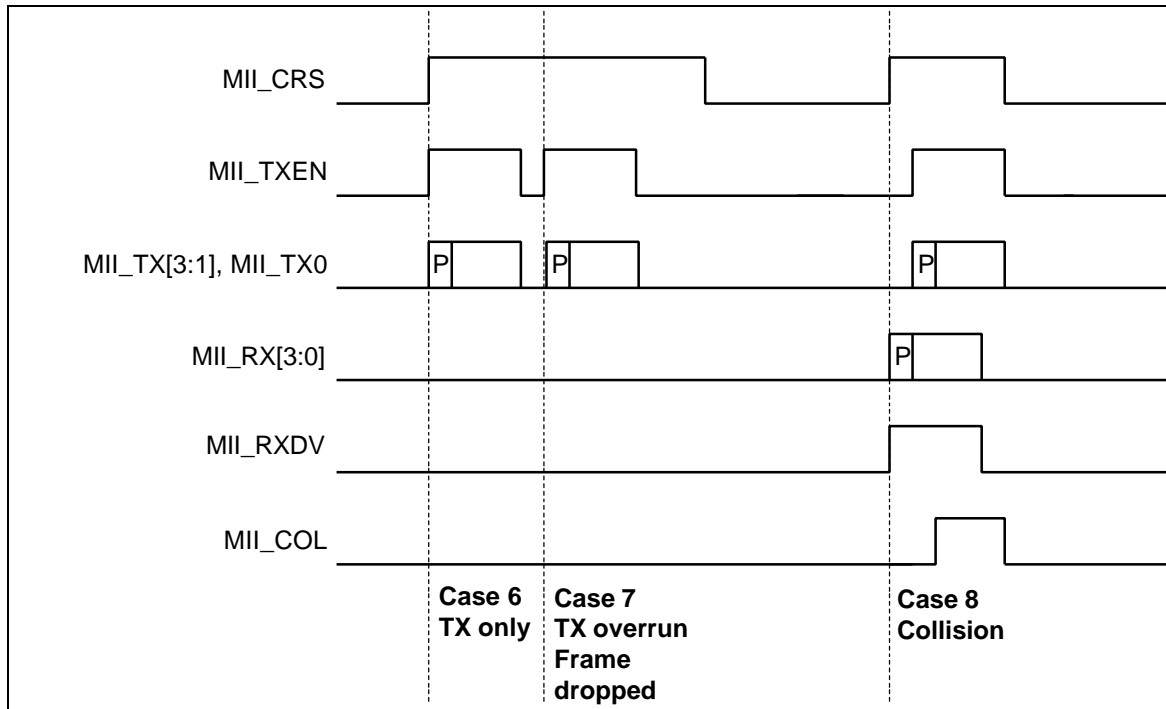 MII_CRS
MII_TXEN
MII_TX[3:1], MII_TX0
P
P
P
MII_RX[3:0]
P
MII_RXDV
MII_COL
Case 6
TX only
Case 7
TX overrun
Frame
dropped
Case 8
Collision